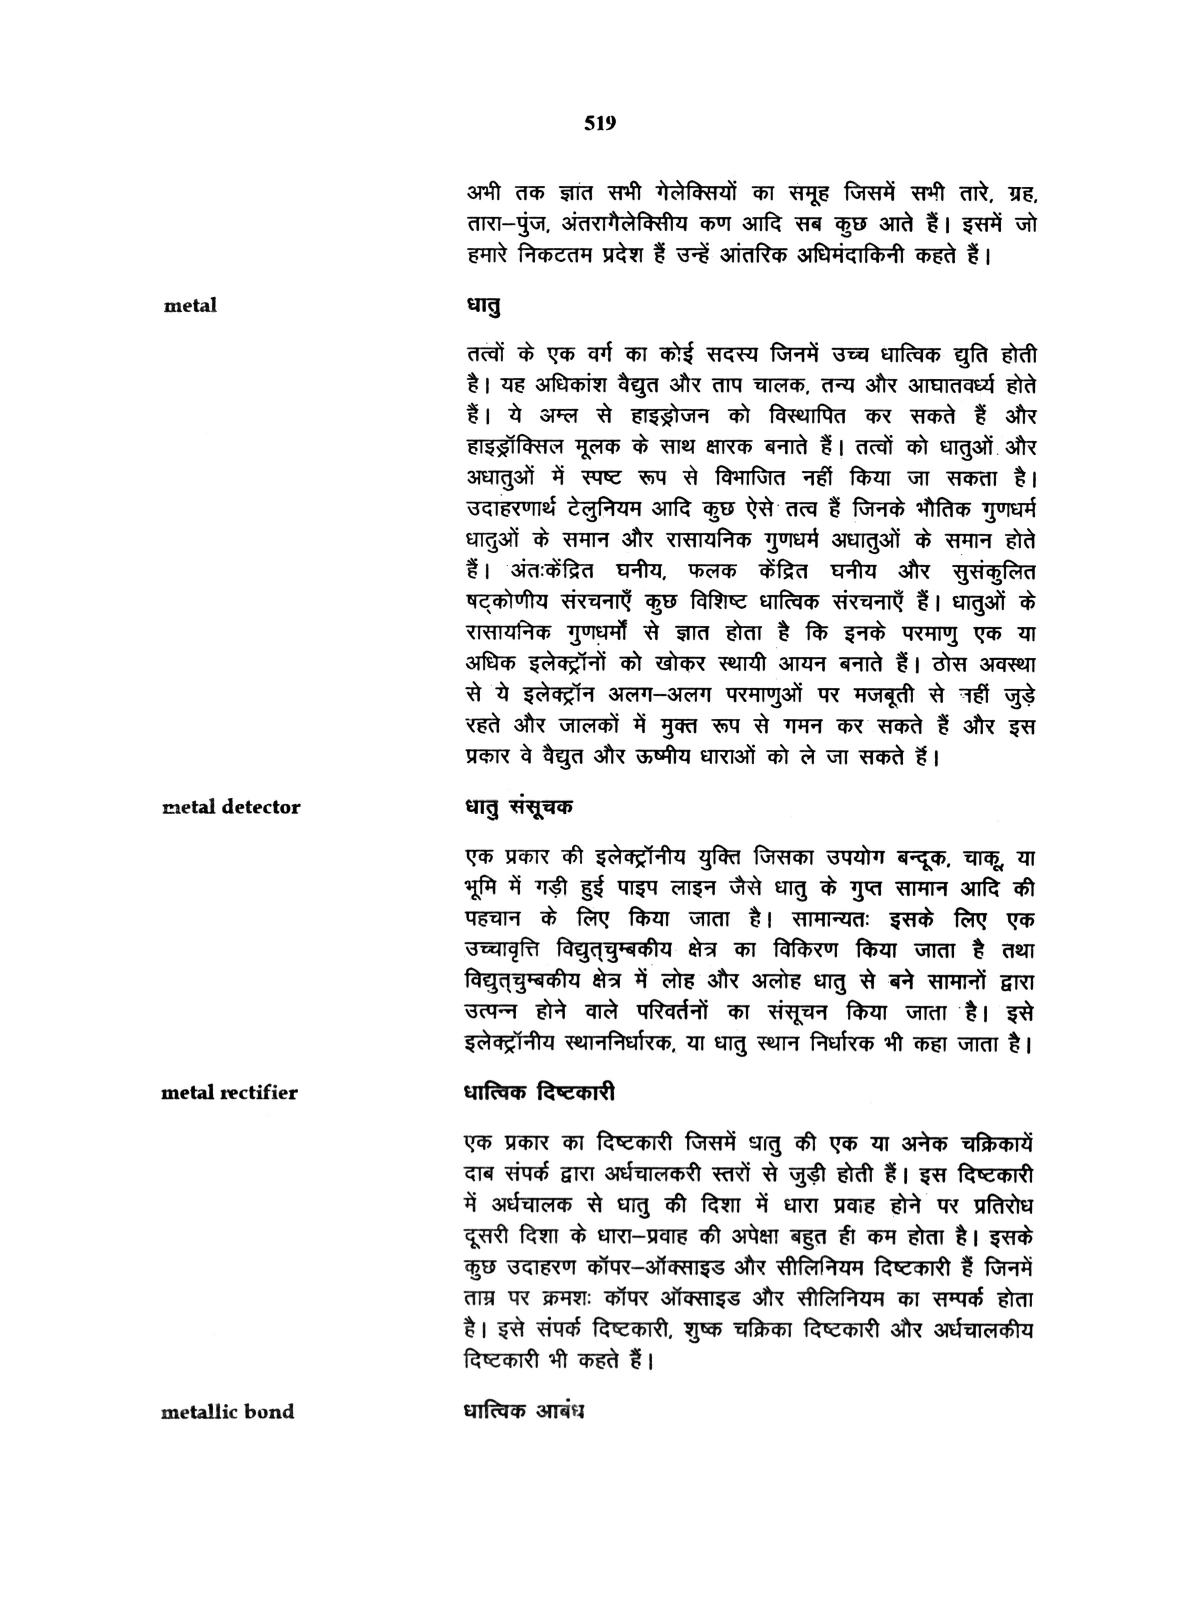 519
अभी तक ज्ञात सभी गेलेक्सियों का समूह जिसमें सभी तारे, ग्रह,
तारा–पुंज, अंतरागैलेक्सिीय कण आदि सब कुछ आते हैं। इसमें जो
हमारे निकटतम प्रदेश हैं उन्हें आंतरिक अधिमंदाकिनी कहते हैं।
metal धातु
तत्वों के एक वर्ग का कोई सदस्य जिनमें उच्च धात्विक द्युति होती
है। यह अधिकांश वैद्युत और ताप चालक, तन्य और आघातवर्ध्य होते
हैं। ये अम्ल से हाइड्रोजन को विस्थापित कर सकते हैं और
हाइड्रॉक्सिल मूलक के साथ क्षारक बनाते हैं। तत्वों को धातुओं और
अधातुओं में स्पष्ट रूप से विभाजित नहीं किया जा सकता है।
उदाहरणार्थ टेलुनियम आदि कुछ ऐसे तत्व हैं जिनके भौतिक गुणधर्म
धातुओं के समान और रासायनिक गुणधर्म अधातुओं के समान होते
हैं। अंतःकेंद्रित घनीय, फलक केंद्रित घनीय और सुसंकुलित
षट्कोणीय संरचनाएँ कुछ विशिष्ट धात्विक संरचनाएँ हैं। धातुओं के
रासायनिक गुणधर्मों से ज्ञात होता है कि इनके परमाणु एक या
अधिक इलेक्ट्रॉनों को खोकर स्थायी आयन बनाते हैं। ठोस अवस्था
से ये इलेक्ट्रॉन अलग–अलग परमाणुओं पर मजबूती से नहीं जुड़े
रहते और जालकों में मुक्त रूप से गमन कर सकते हैं और इस
प्रकार वे वैद्युत और ऊष्मीय धाराओं को ले जा सकते हैं।
metal detector धातु संसूचक
एक प्रकार की इलेक्ट्रॉनीय युक्ति जिसका उपयोग बन्दूक, चाकू, या
भूमि में गड़ी हुई पाइप लाइन जैसे धातु के गुप्त सामान आदि की
पहचान के लिए किया जाता है। सामान्यतः इसके लिए एक
उच्चावृत्ति विद्युत्चुम्बकीय क्षेत्र का विकिरण किया जाता है तथा
विद्युत्चुम्बकीय क्षेत्र में लोह और अलोह धातु से बने सामानों द्वारा
उत्पन्न होने वाले परिवर्तनों का संसूचन किया जाता है। इसे
इलेक्ट्रॉनीय स्थाननिर्धारक, या धातु स्थान निर्धारक भी कहा जाता है।
metal rectifier धात्विक दिष्टकारी
एक प्रकार का दिष्टकारी जिसमें धातु की एक या अनेक चक्रिकायें
दाब संपर्क द्वारा अर्धचालकरी स्तरों से जुड़ी होती हैं। इस दिष्टकारी
में अर्धचालक से धातु की दिशा में धारा प्रवाह होने पर प्रतिरोध
दूसरी दिशा के धारा–प्रवाह की अपेक्षा बहुत ही कम होता है। इसके
कुछ उदाहरण कॉपर–ऑक्साइड और सीलिनियम दिष्टकारी हैं जिनमें
ताम्र पर क्रमशः कॉपर ऑक्साइड और सीलिनियम का सम्पर्क होता
है। इसे संपर्क दिष्टकारी, शुष्क चक्रिका दिष्टकारी और अर्धचालकीय
दिष्टकारी भी कहते हैं।
metallic bond धात्विक आबंध